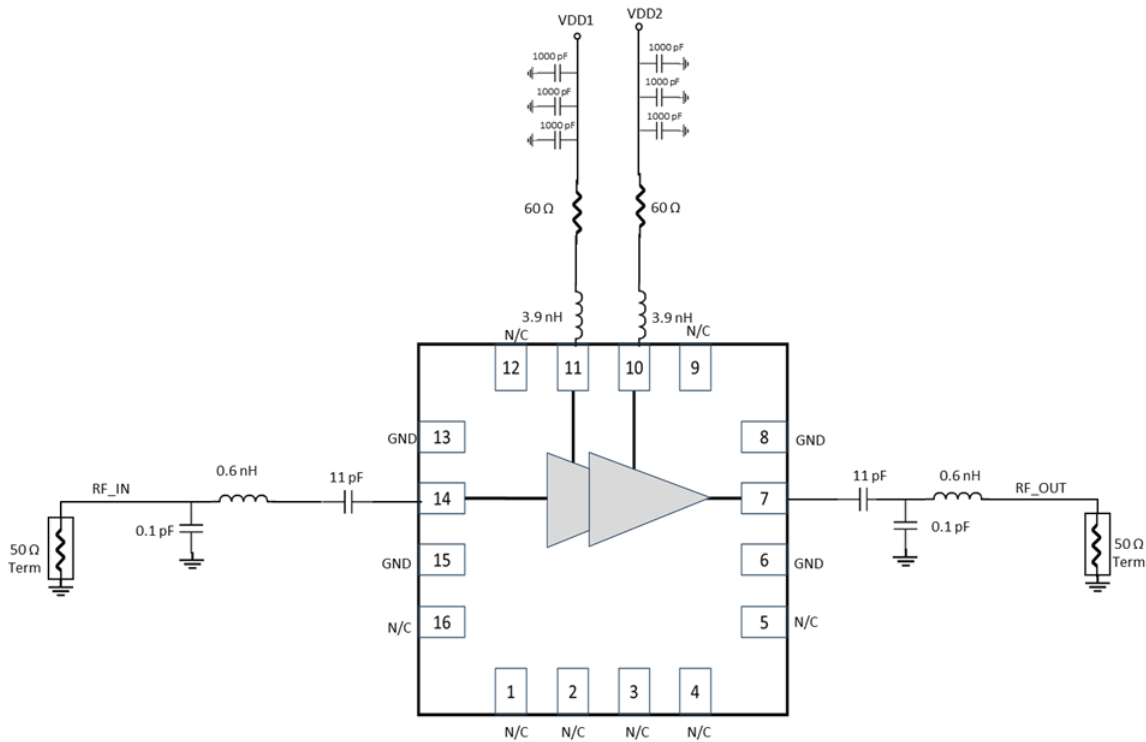 VDD1
VDD2
1000 pF
1000 pF
1000 pF
1000 pF
1000 pF
1000 pF
60 Ω
60 Ω
3.9 nH
3.9 nH
N/C
N/C
12
11
10
9
GND
13
8
GND
0.6 nH
11 pF
11 pF
0.6 nH
RF_IN
14
7
RF_OUT
0.1 pF
0.1 pF
50 Ω
Term
50 Ω
Term
GND
15
6
GND
N/C
16
5
N/C
1
2
3
4
N/C
N/C
N/C
N/C